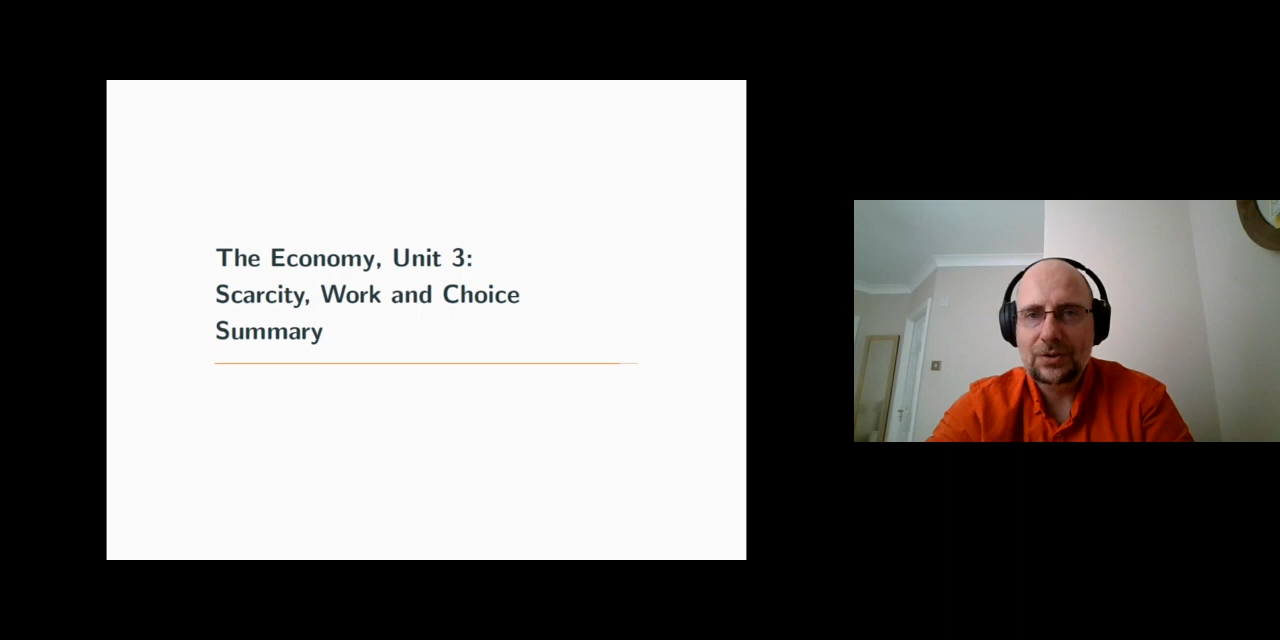 The Economy, Unit 3:
Scarcity, Work and Choice
Summary